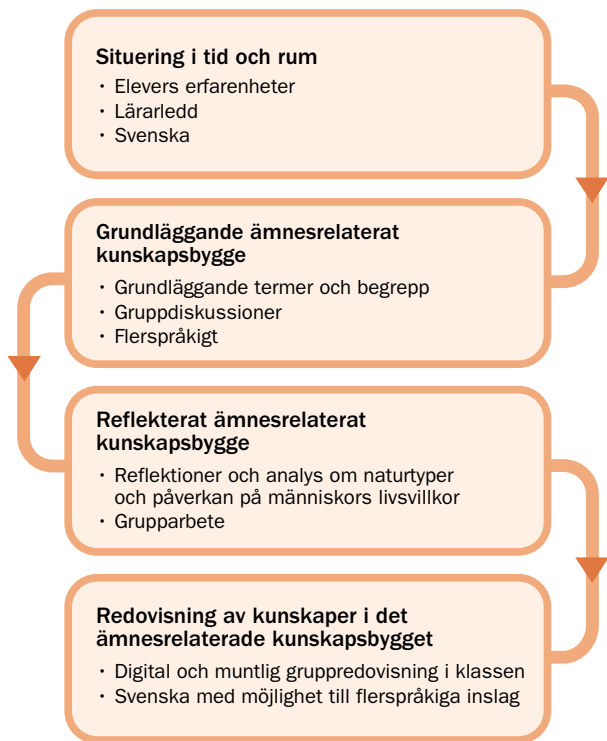 Situering i tid och rum
· Elevers erfarenheter
· Lärarledd
· Svenska
Grundläggande ämnesrelaterat
kunskapsbygge
· Grundläggande termer och begrepp
· Gruppdiskussioner
· Flerspråkigt
Reflekterat ämnesrelaterat
kunskapsbygge
· Reflektioner och analys om naturtyper
och påverkan på människors livsvillkor
· Grupparbete
Redovisning av kunskaper i det
ämnesrelaterade kunskapsbygget
· Digital och muntlig gruppredovisning i klassen
· Svenska med möjlighet till flerspråkiga inslag